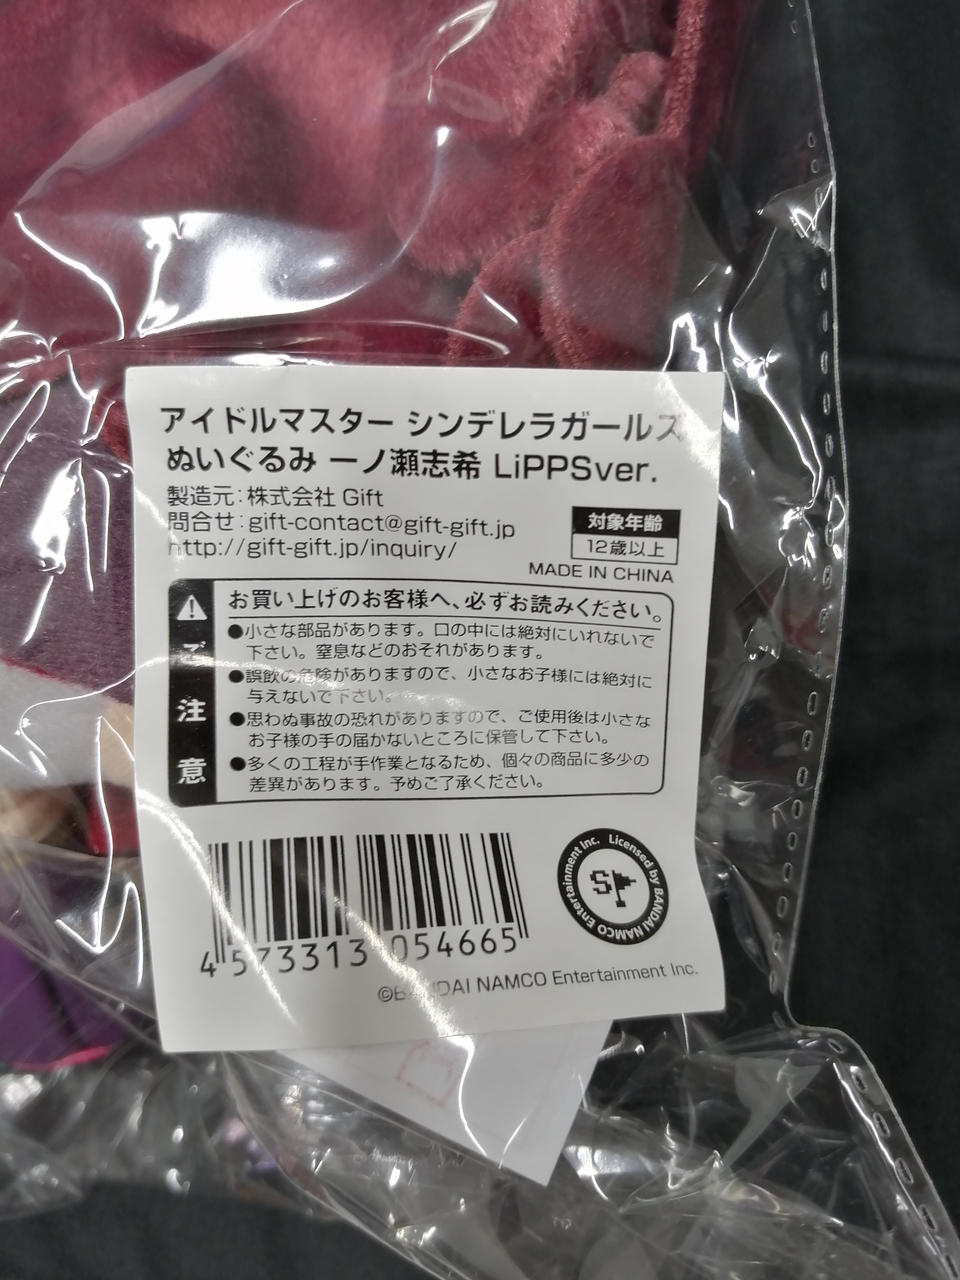 アイドルマスター シンデレラガールズ
ぬいぐるみ 一ノ瀬志希 LiPPSver.
製造元:株式会社 Gift
問合せ:gift-contact@gift-gift.jp
http://gift-gift.jp/inquiry/
対象年齢
12歳以上
MADE IN CHINA
ご注意
お買い上げのお客様へ、必ずお読みください。
●小さな部品があります。口の中には絶対にいれないで
下さい。窒息などのおそれがあります。
●誤飲の危険がありますので、小さなお子様には絶対に
与えないで下さい。
●思わぬ事故の恐れがありますので、ご使用後は小さな
お子様の手の届かないところに保管して下さい。
●多くの工程が手作業となるため、個々の商品に多少の
差異があります。予めご了承ください。
4 573313 054665
Licensed by BANDAI NAMCO Entertainment Inc.
©BANDAI NAMCO Entertainment Inc.